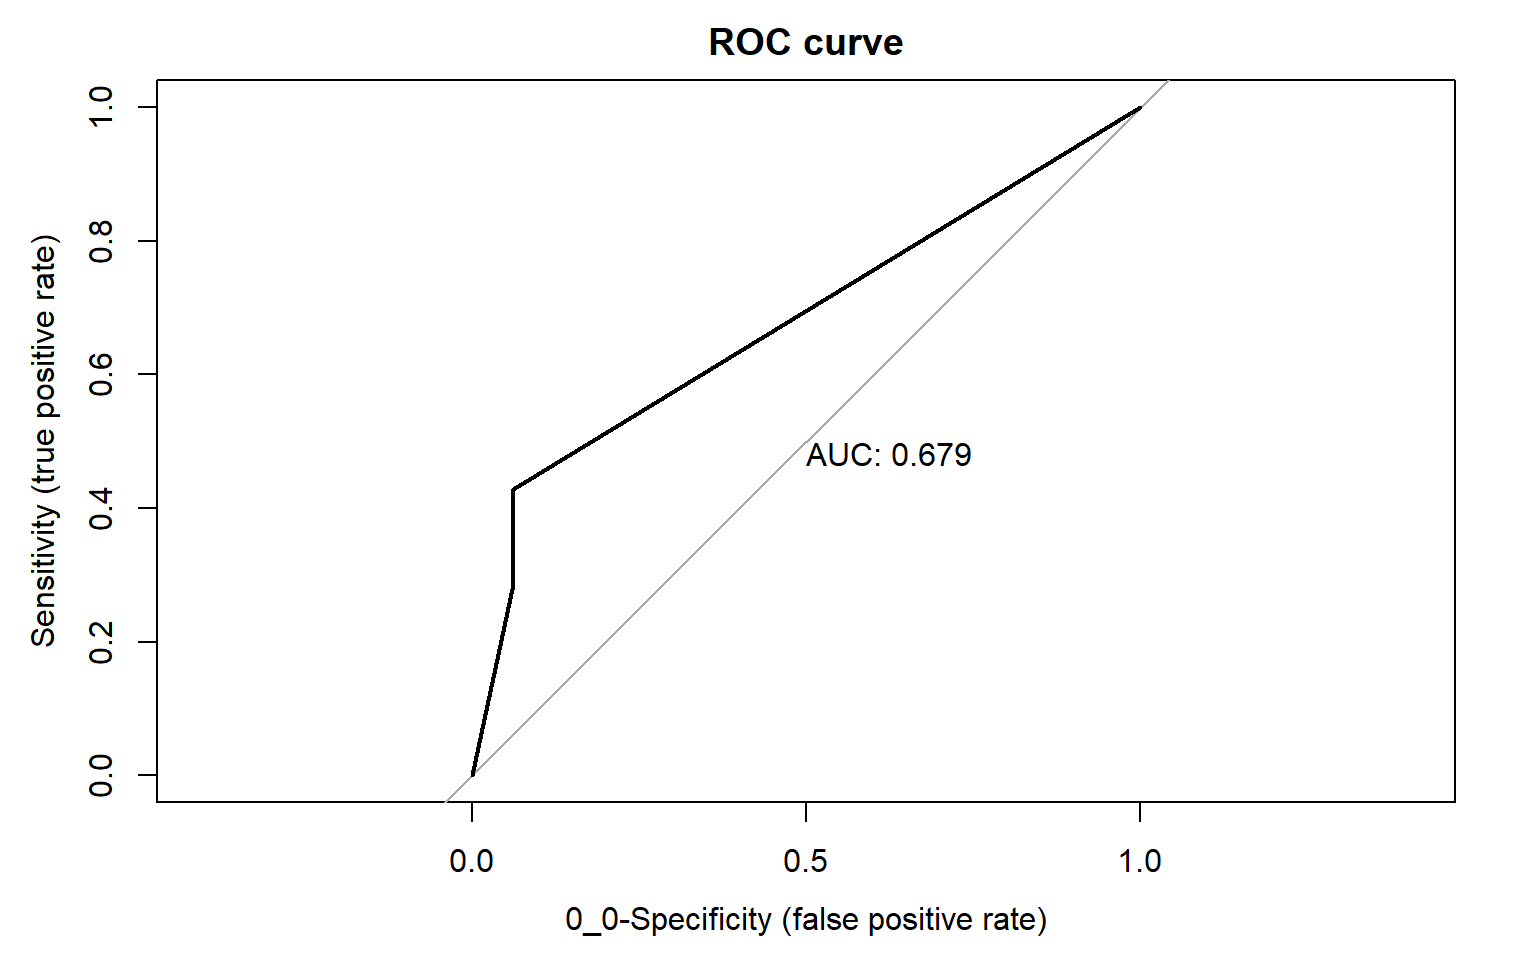 ROC curve
Sensitivity (true positive rate)
1.0
0.8
0.6
0.4
0.2
0.0
AUC: 0.679
0.0 0.5 1.0
0_0-Specificity (false positive rate)